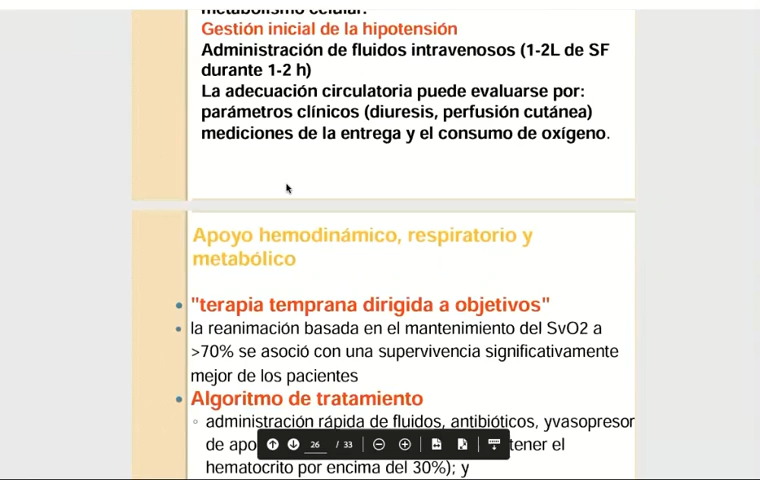 metabolismo celular.
Gestión inicial de la hipotensión
Administración de fluidos intravenosos (1-2L de SF
durante 1-2 h)
La adecuación circulatoria puede evaluarse por:
parámetros clínicos (diuresis, perfusión cutánea)
mediciones de la entrega y el consumo de oxígeno.
Apoyo hemodinámico, respiratorio y
metabólico
"terapia temprana dirigida a objetivos"
la reanimación basada en el mantenimiento del SvO2 a
>70% se asoció con una supervivencia significativamente
mejor de los pacientes
Algoritmo de tratamiento
administración rápida de fluidos, antibióticos, yvasopresor
de apo tener el
26 / 33
hematocrito por encima del 30%); y